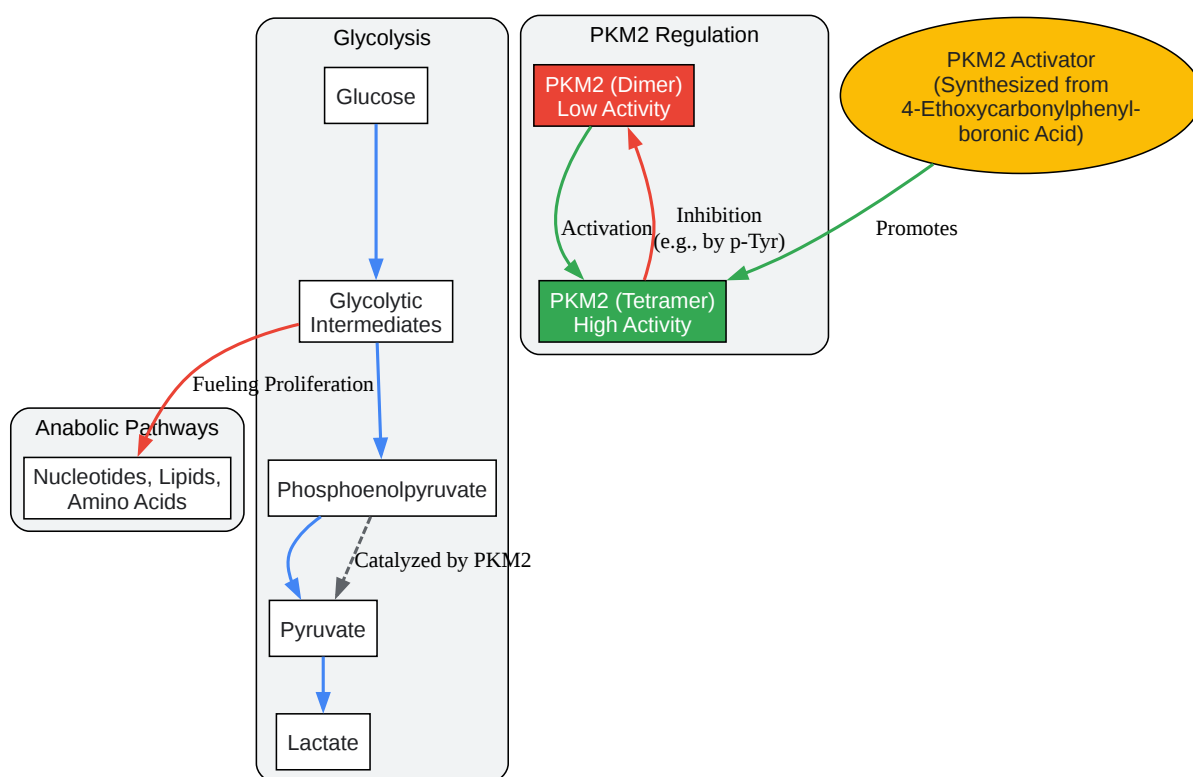 Glycolysis
Glucose
Glycolytic
Intermediates
Fueling Proliferation
Phosphoenolpyruvate
Catalyzed by PKM2
Pyruvate
Lactate
Anabolic Pathways
Nucleotides, Lipids,
Amino Acids
PKM2 Regulation
PKM2 (Dimer)
Low Activity
Activation
Inhibition
(e.g., by p-Tyr)
PKM2 (Tetramer)
High Activity
PKM2 Activator
(Synthesized from
4-Ethoxycarbonylphenyl-
boronic Acid)
Promotes